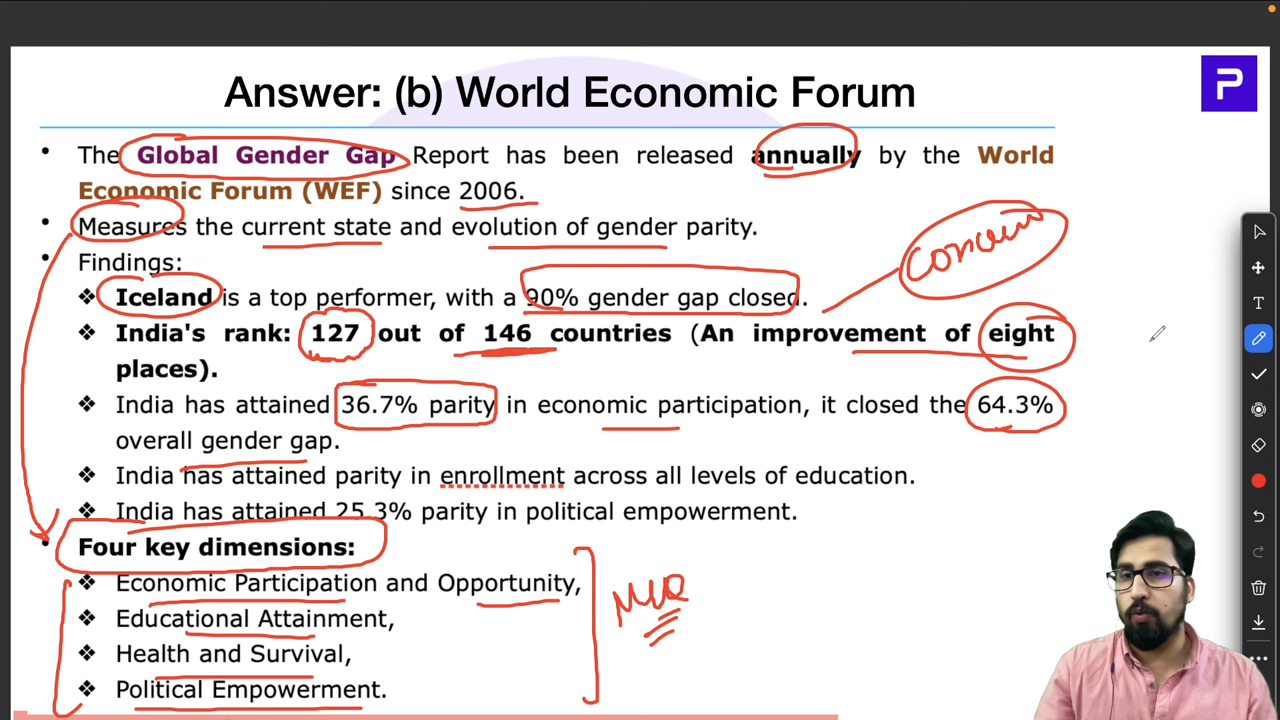 Answer: (b) World Economic Forum
P
• The Global Gender Gap Report has been released annually by the World
Economic Forum (WEF) since 2006.
• Measures the current state and evolution of gender parity.
• Findings:
❖ Iceland is a top performer, with a 90% gender gap closed.
❖ India's rank: 127 out of 146 countries (An improvement of eight
places).
❖ India has attained 36.7% parity in economic participation, it closed the 64.3%
overall gender gap.
❖ India has attained parity in enrollment across all levels of education.
❖ India has attained 25.3% parity in political empowerment.
• Four key dimensions:
❖ Economic Participation and Opportunity,
❖ Educational Attainment,
❖ Health and Survival,
❖ Political Empowerment.
MCQ
T